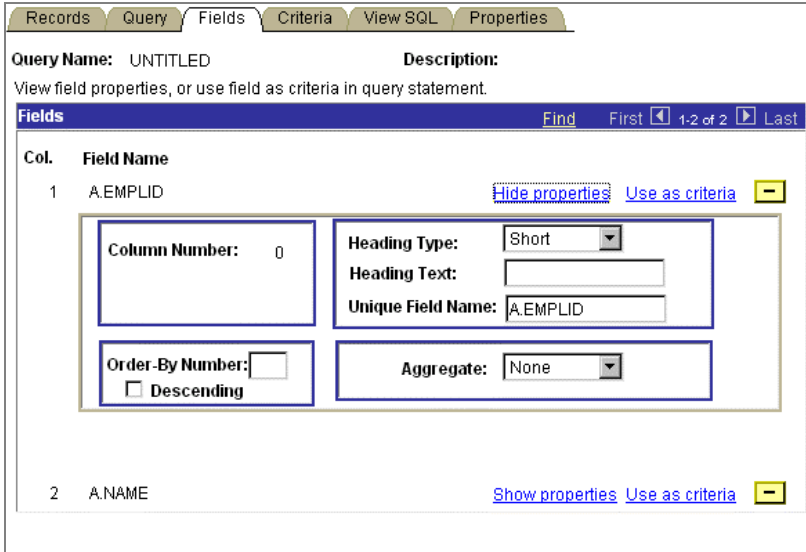 Records Query Fields Criteria View SQL Properties
Query Name: UNTITLED Description:
View field properties, or use field as criteria in query statement.
Fields Find First 1-2 of 2 Last
Col. Field Name
1 A.EMPLID Hide properties Use as criteria
Column Number: 0
Heading Type: Short
Heading Text:
Unique Field Name: A.EMPLID
Order-By Number:
Descending
Aggregate: None
2 A.NAME Show properties Use as criteria